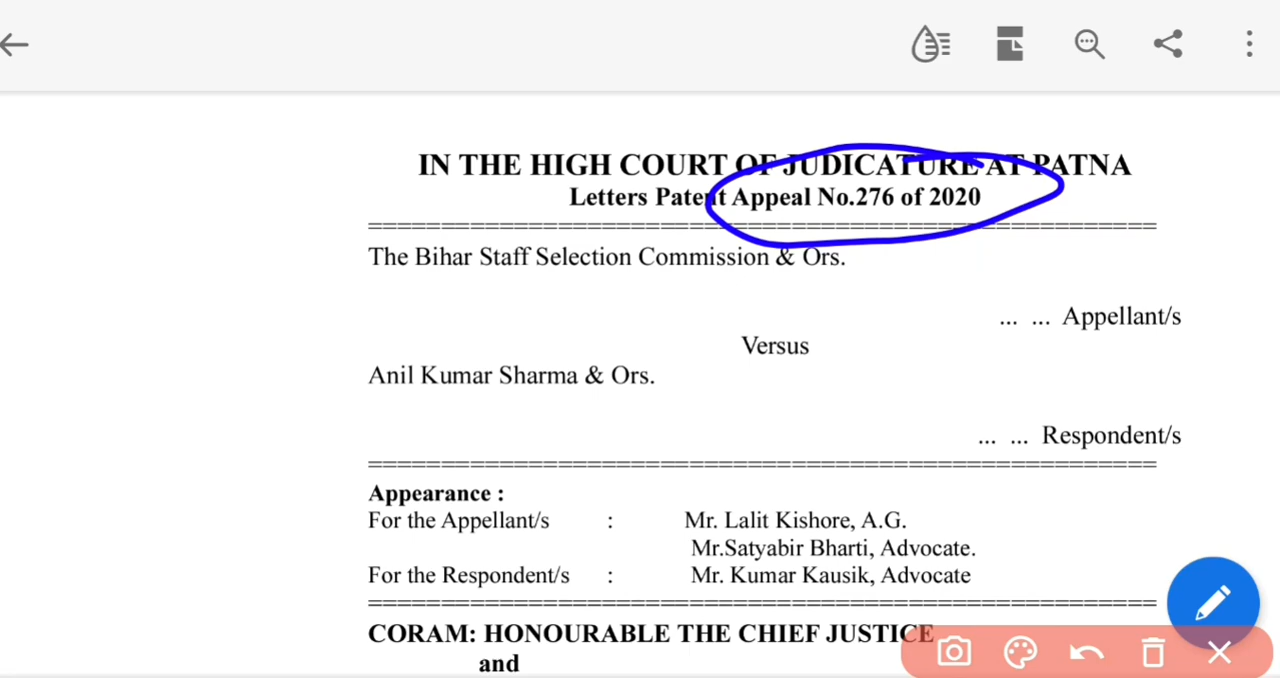 IN THE HIGH COURT OF JUDICATURE AT PATNA
Letters Patent Appeal No.276 of 2020
======================================================
The Bihar Staff Selection Commission & Ors.
... ... Appellant/s
Versus
Anil Kumar Sharma & Ors.
... ... Respondent/s
======================================================
Appearance :
For the Appellant/s : Mr. Lalit Kishore, A.G.
Mr.Satyabir Bharti, Advocate.
For the Respondent/s : Mr. Kumar Kausik, Advocate
======================================================
CORAM: HONOURABLE THE CHIEF JUSTICE
and